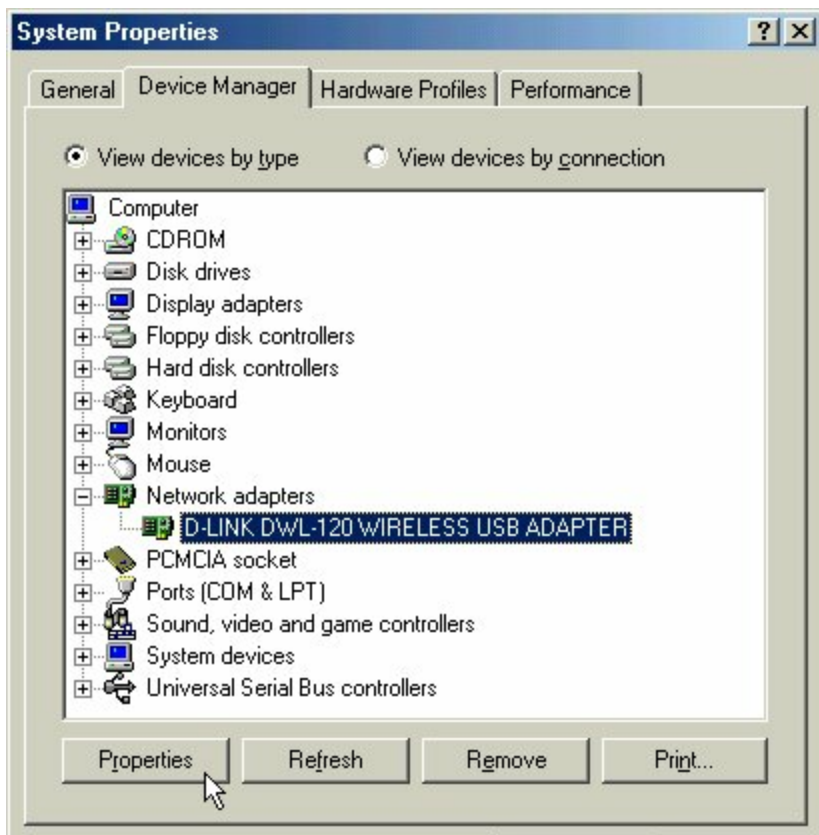 System Properties
General Device Manager Hardware Profiles Performance
View devices by type View devices by connection
Computer
CDROM
Disk drives
Display adapters
Floppy disk controllers
Hard disk controllers
Keyboard
Monitors
Mouse
Network adapters
D-LINK DWL-120 WIRELESS USB ADAPTER
PCMCIA socket
Ports (COM & LPT)
Sound, video and game controllers
System devices
Universal Serial Bus controllers
Properties Refresh Remove Print...